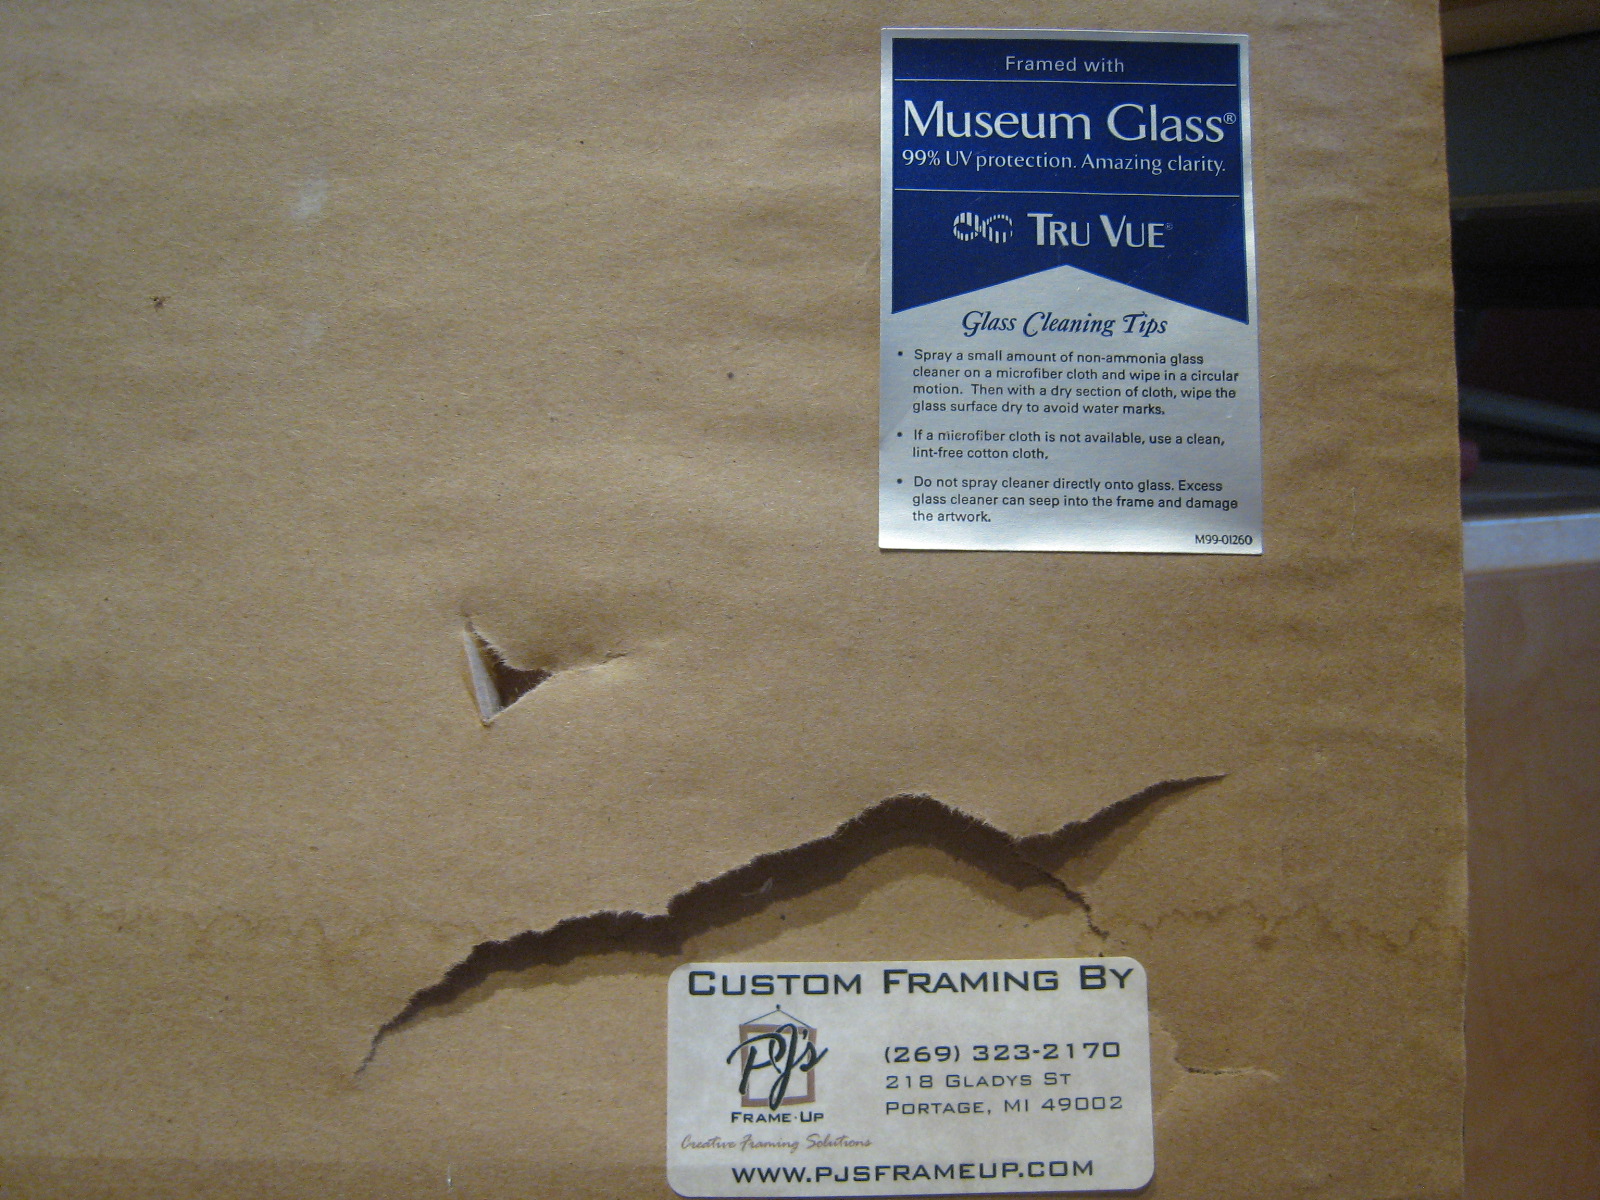 Framed with
Museum Glass®
99% UV protection. Amazing clarity.
TRU VUE®
Glass Cleaning Tips
• Spray a small amount of non-ammonia glass
cleaner on a microfiber cloth and wipe in a circular
motion. Then with a dry section of cloth, wipe the
glass surface dry to avoid water marks.
• If a microfiber cloth is not available, use a clean,
lint-free cotton cloth.
• Do not spray cleaner directly onto glass. Excess
glass cleaner can seep into the frame and damage
the artwork.
M99-01260
CUSTOM FRAMING BY
PJ's
FRAME·UP
Creative Framing Solutions
(269) 323-2170
218 GLADYS ST
PORTAGE, MI 49002
WWW.PJSFRAMEUP.COM